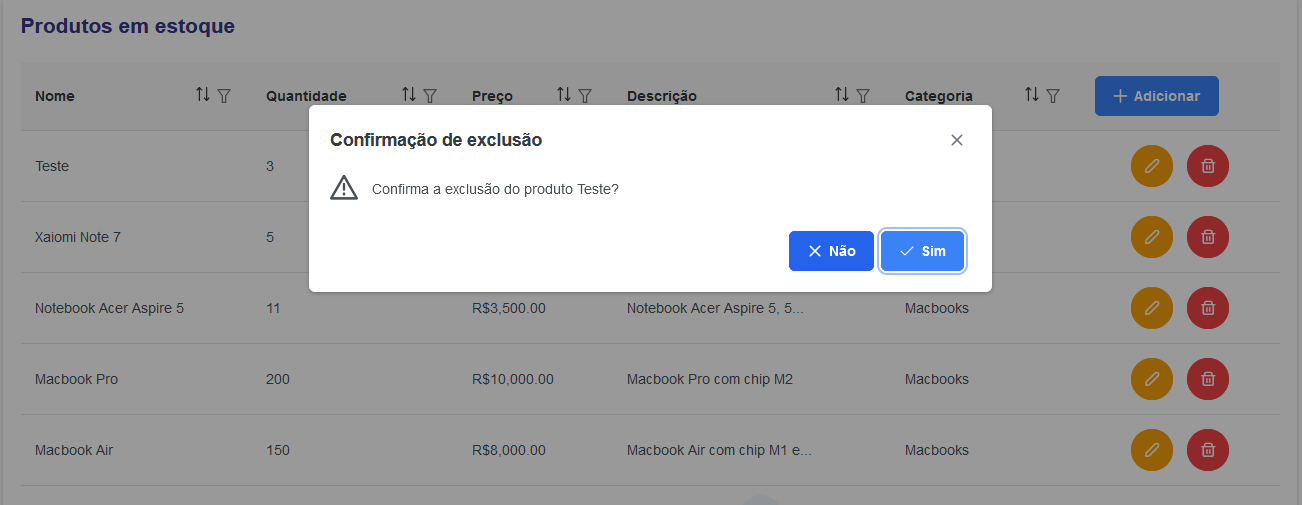 Produtos em estoque
Nome Quantidade Preço Descrição Categoria Adicionar
Confirmação de exclusão
Teste 3
Confirma a exclusão do produto Teste?
Xaiomi Note 7 5
Não Sim
Notebook Acer Aspire 5 11 R$3,500.00 Notebook Acer Aspire 5, 5... Macbooks
Macbook Pro 200 R$10,000.00 Macbook Pro com chip M2 Macbooks
Macbook Air 150 R$8,000.00 Macbook Air com chip M1 e... Macbooks